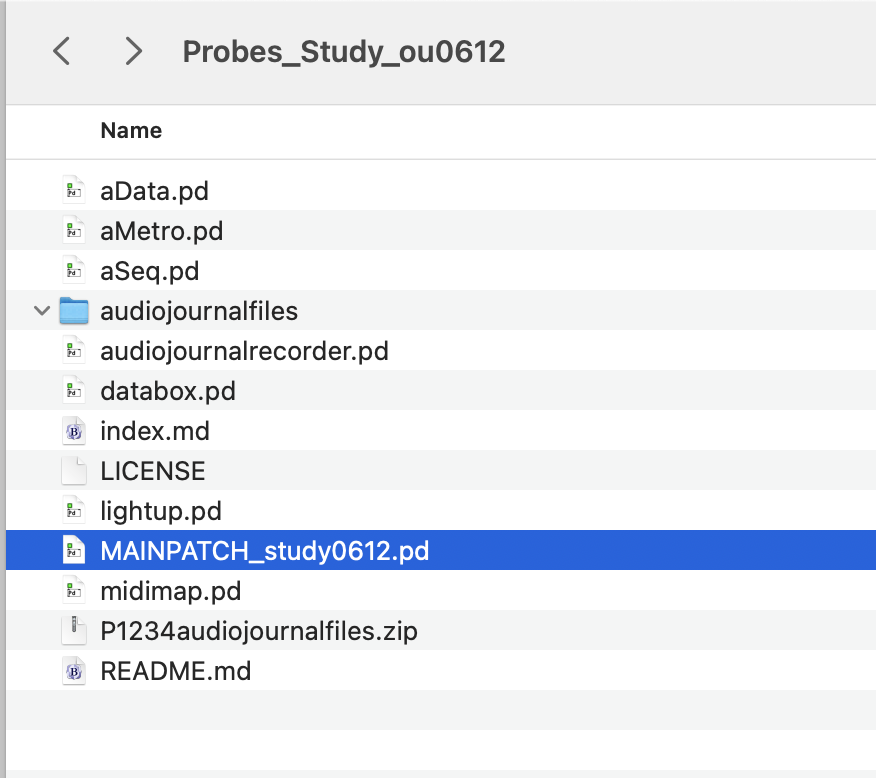 Probes_Study_ou0612
Name
aData.pd
aMetro.pd
aSeq.pd
audiojournalfiles
audiojournalrecorder.pd
databox.pd
index.md
LICENSE
lightup.pd
MAINPATCH_study0612.pd
midimap.pd
P1234audiojournalfiles.zip
README.md